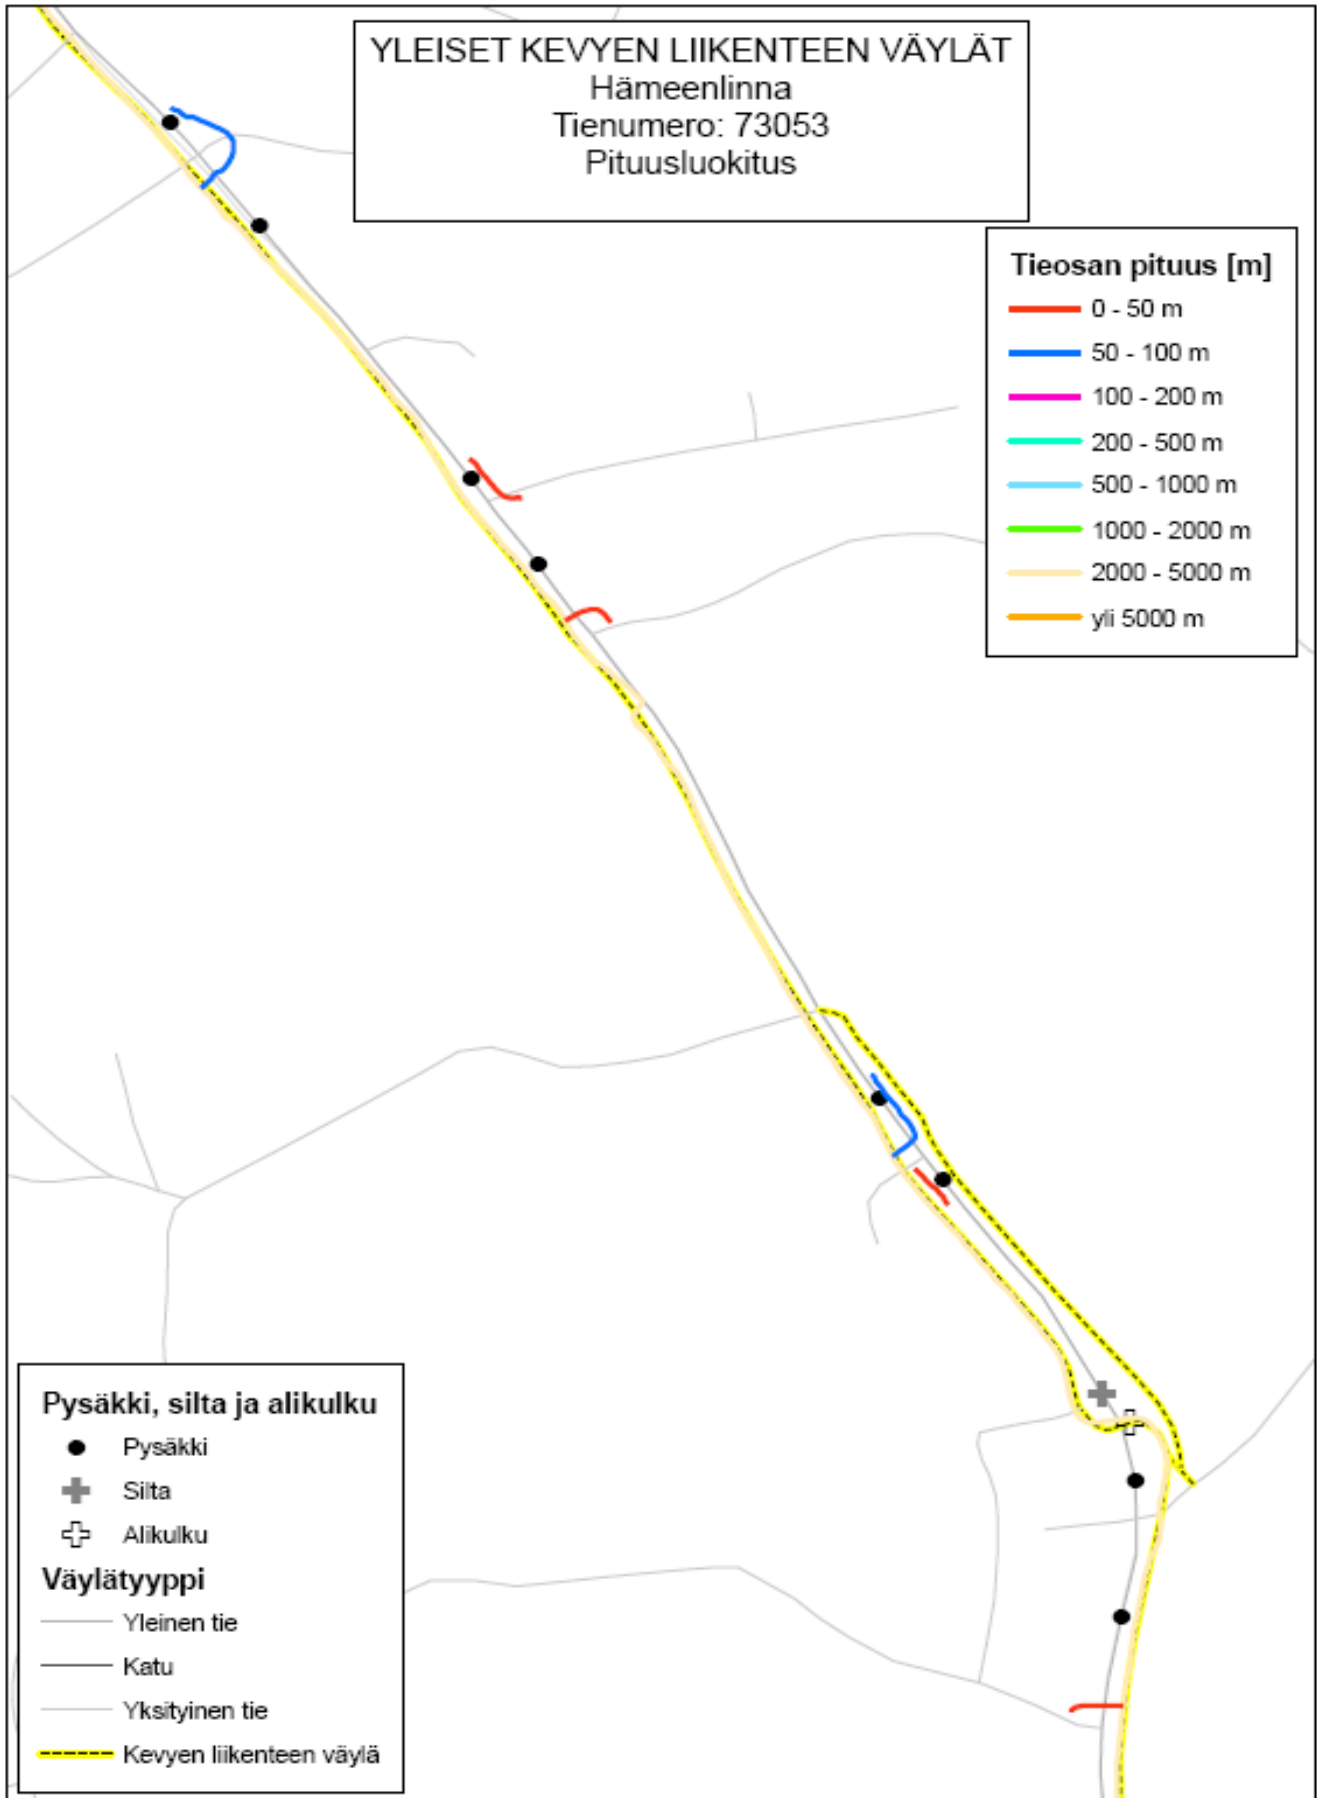 YLEISET KEVYEN LIIKENTEEN VÄYLÄT
Hämeenlinna
Tienumero: 73053
Pituusluokitus
Tieosan pituus [m]
0 - 50 m
50 - 100 m
100 - 200 m
200 - 500 m
500 - 1000 m
1000 - 2000 m
2000 - 5000 m
yli 5000 m
Pysäkki, silta ja alikulku
Pysäkki
Silta
Alikulku
Väylätyyppi
Yleinen tie
Katu
Yksityinen tie
Kevyen liikenteen väylä